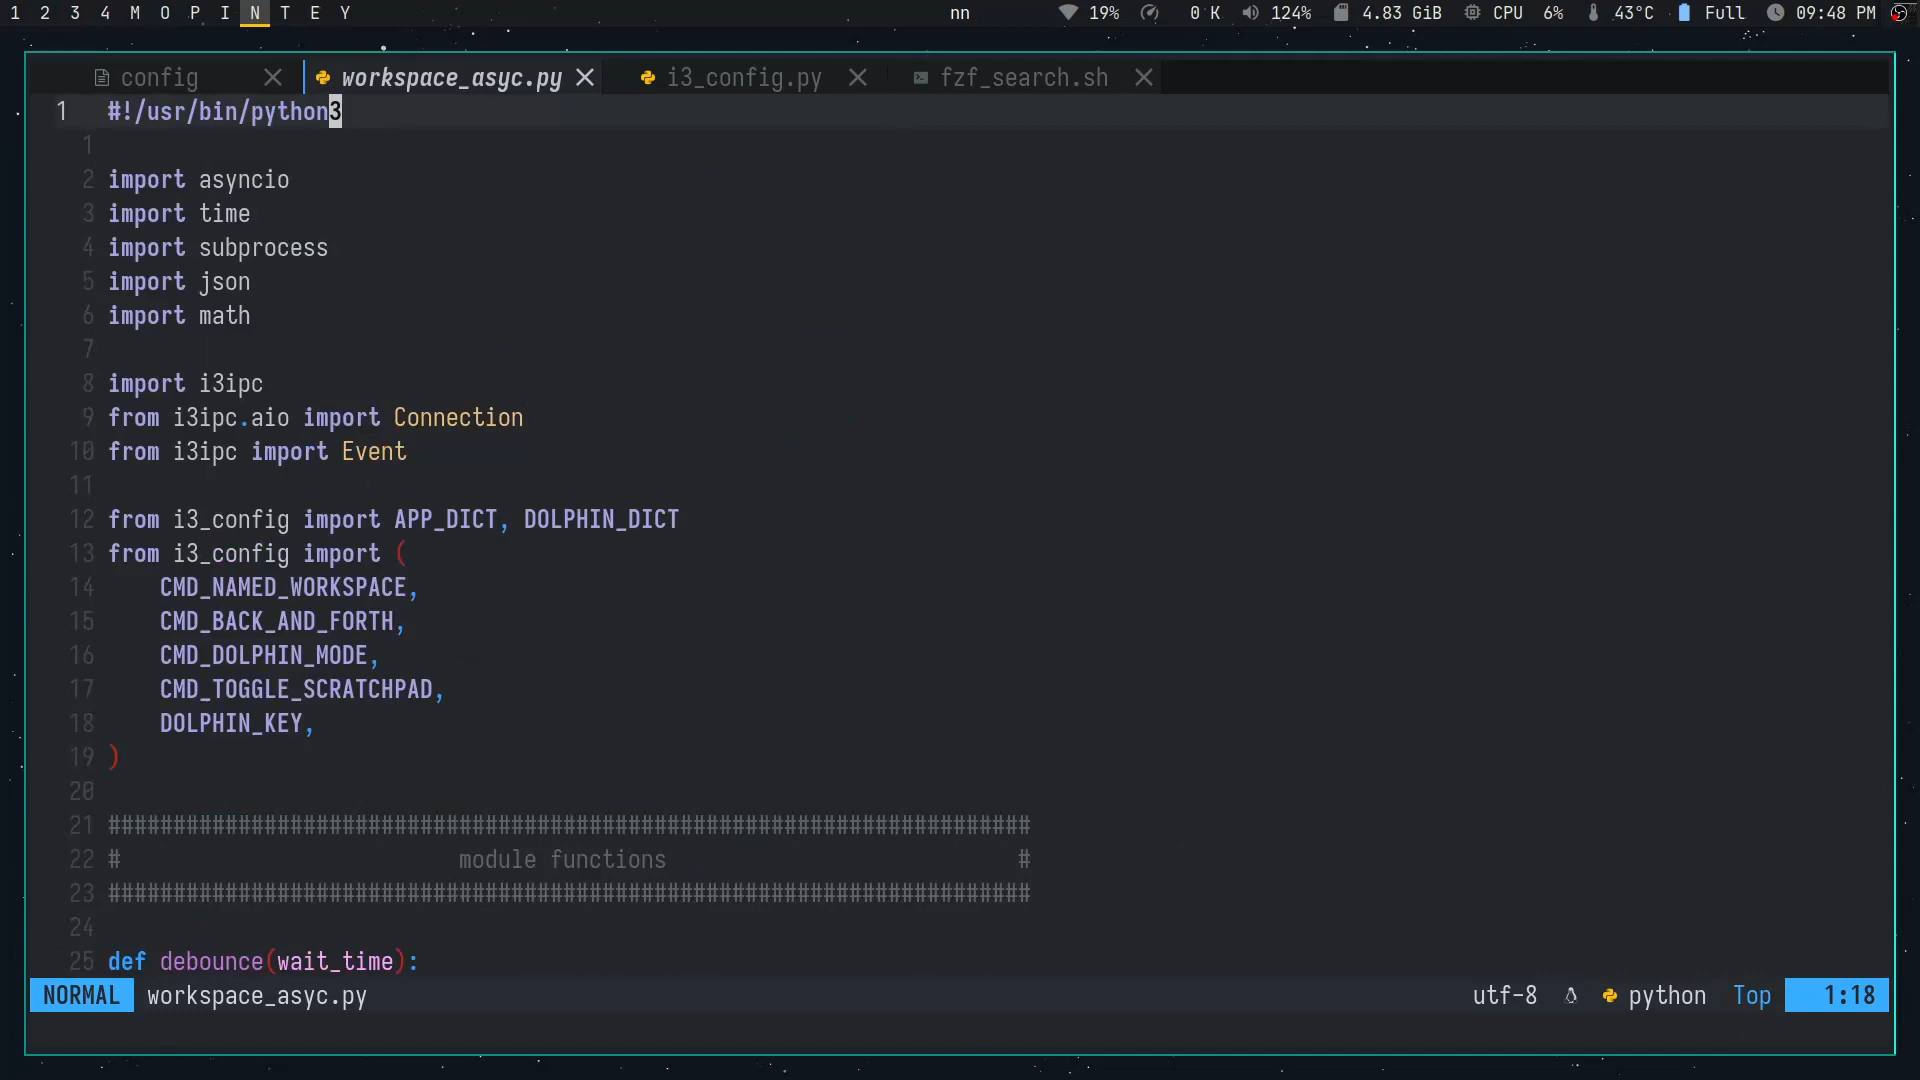 1 2 3 4 M O P I N T E Y nn 19% 0 K 124% 4.83 GiB CPU 6% 43°C Full 09:48 PM
config workspace_asyc.py i3_config.py fzf_search.sh
1 #!/usr/bin/python3
1
2 import asyncio
3 import time
4 import subprocess
5 import json
6 import math
7
8 import i3ipc
9 from i3ipc.aio import Connection
10 from i3ipc import Event
11
12 from i3_config import APP_DICT, DOLPHIN_DICT
13 from i3_config import (
14     CMD_NAMED_WORKSPACE,
15     CMD_BACK_AND_FORTH,
16     CMD_DOLPHIN_MODE,
17     CMD_TOGGLE_SCRATCHPAD,
18     DOLPHIN_KEY,
19 )
20
21 #######################################################################
22 #                          module functions                           #
23 #######################################################################
24
25 def debounce(wait_time):
NORMAL workspace_asyc.py utf-8 python Top 1:18